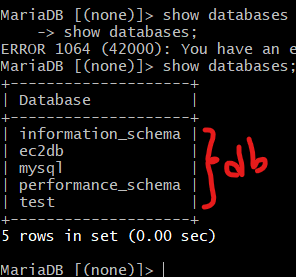 MariaDB [(none)]> show databases
    -> show databases;
ERROR 1064 (42000): You have an e
MariaDB [(none)]> show databases;
+--------------------+
| Database           |
+--------------------+
| information_schema |
| ec2db              |
| mysql              |
| performance_schema |
| test               |
+--------------------+
} db
5 rows in set (0.00 sec)
MariaDB [(none)]>